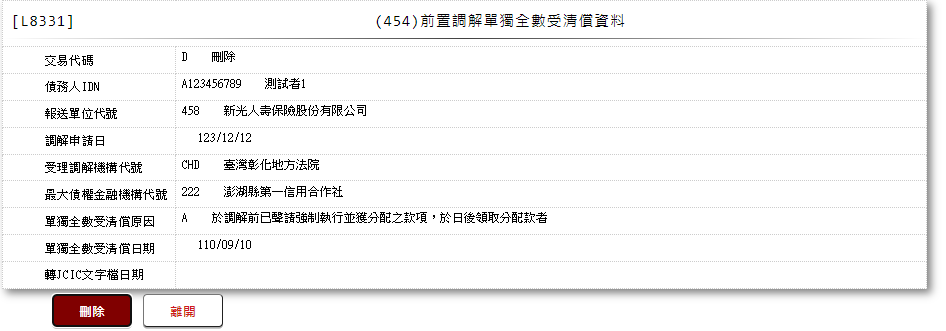 [L8331] (454)前置調解單獨全數受清償資料
交易代碼 D 刪除
債務人IDN A123456789 測試者1
報送單位代號 458 新光人壽保險股份有限公司
調解申請日 123/12/12
受理調解機構代號 CHD 臺灣彰化地方法院
最大債權金融機構代號 222 澎湖縣第一信用合作社
單獨全數受清償原因 A 於調解前已聲請強制執行並獲分配之款項，於日後領取分配款者
單獨全數受清償日期 110/09/10
轉JCIC文字檔日期
刪除 離開